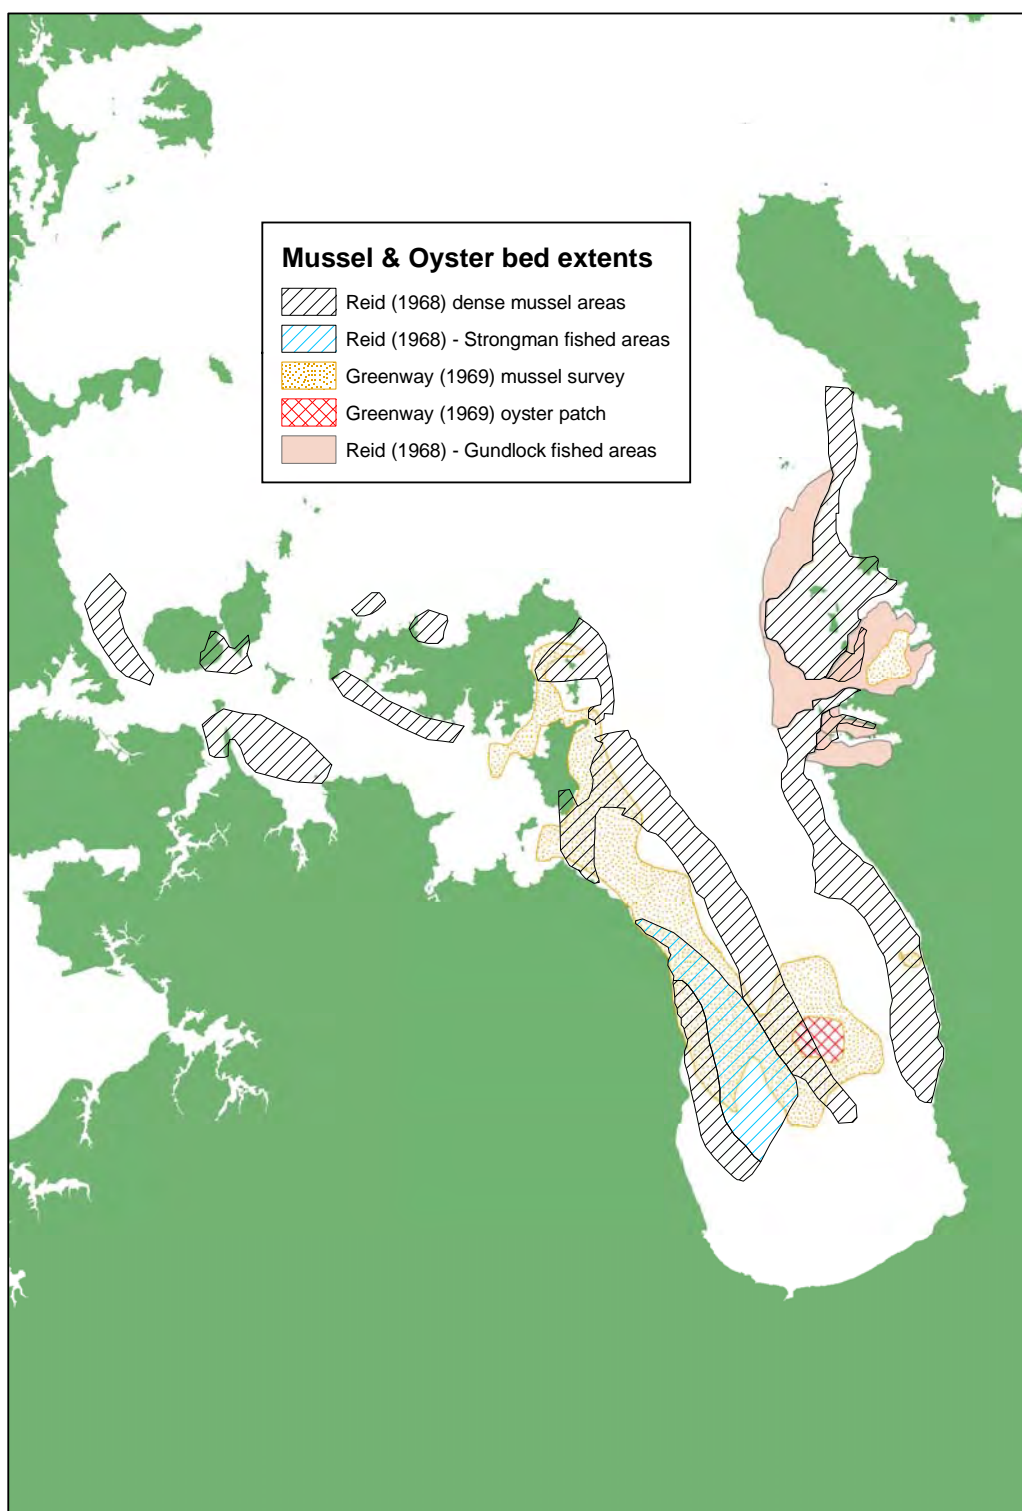 Mussel & Oyster bed extents
Reid (1968) dense mussel areas
Reid (1968) - Strongman fished areas
Greenway (1969) mussel survey
Greenway (1969) oyster patch
Reid (1968) - Gundlock fished areas